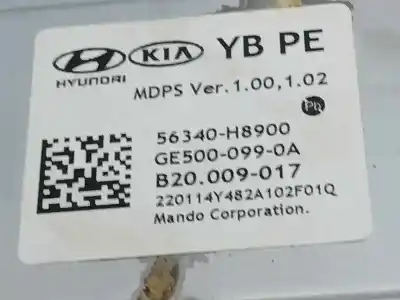 HYUNDAI KIA YB PE
MDPS Ver.1.00,1.02
Pb
56340-H8900
GE500-099-0A
B20.009-017
220114Y482A102F01Q
Mando Corporation.